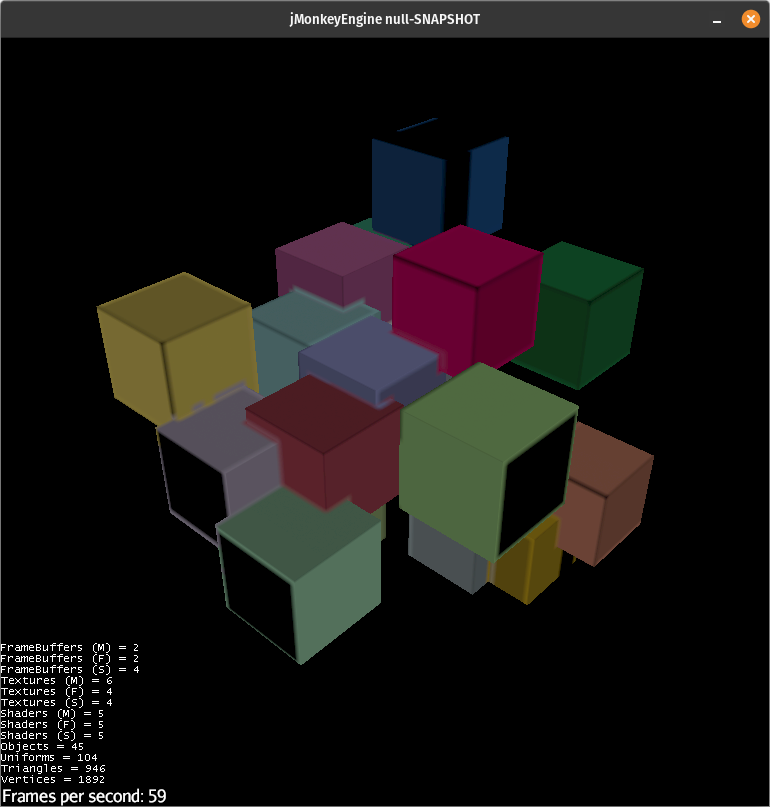 jMonkeyEngine null-SNAPSHOT
FrameBuffers (M) = 2
FrameBuffers (F) = 2
FrameBuffers (S) = 4
Textures (M) = 6
Textures (F) = 4
Textures (S) = 4
Shaders (M) = 5
Shaders (F) = 5
Shaders (S) = 5
Objects = 45
Uniforms = 104
Triangles = 946
Vertices = 1892
Frames per second: 59